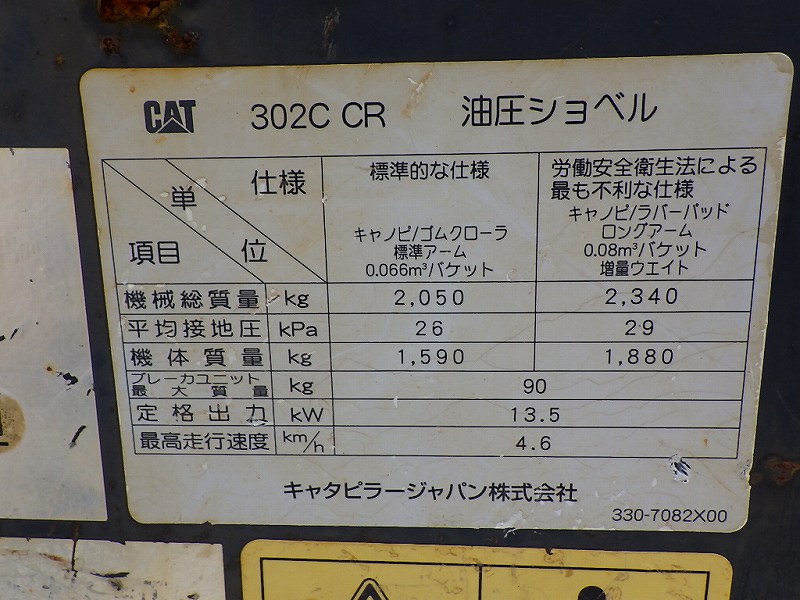 CAT 302C CR 油圧ショベル
仕様
単
項目 位
標準的な仕様
キャノピ/ゴムクローラ
標準アーム
0.066m³バケット
労働安全衛生法による
最も不利な仕様
キャノピ/ラバーパッド
ロングアーム
0.08m³バケット
増量ウエイト
機械総質量 kg 2,050 2,340
平均接地圧 kPa 26 29
機体質量 kg 1,590 1,880
ブレーカユニット
最大質量 kg 90
定格出力 kW 13.5
最高走行速度 km/h 4.6
キャタピラージャパン株式会社
330-7082X00